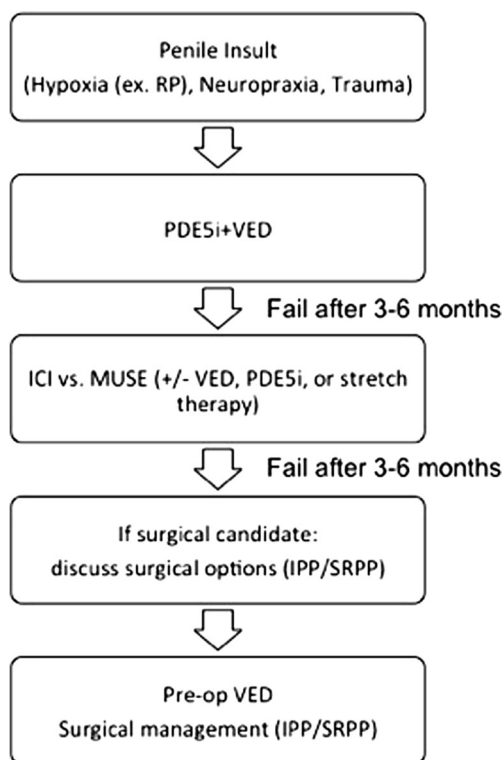 Penile Insult
(Hypoxia (ex. RP), Neuropraxia, Trauma)
PDE5i+VED
Fail after 3-6 months
ICI vs. MUSE (+/- VED, PDE5i, or stretch
therapy)
Fail after 3-6 months
If surgical candidate:
discuss surgical options (IPP/SRPP)
Pre-op VED
Surgical management (IPP/SRPP)